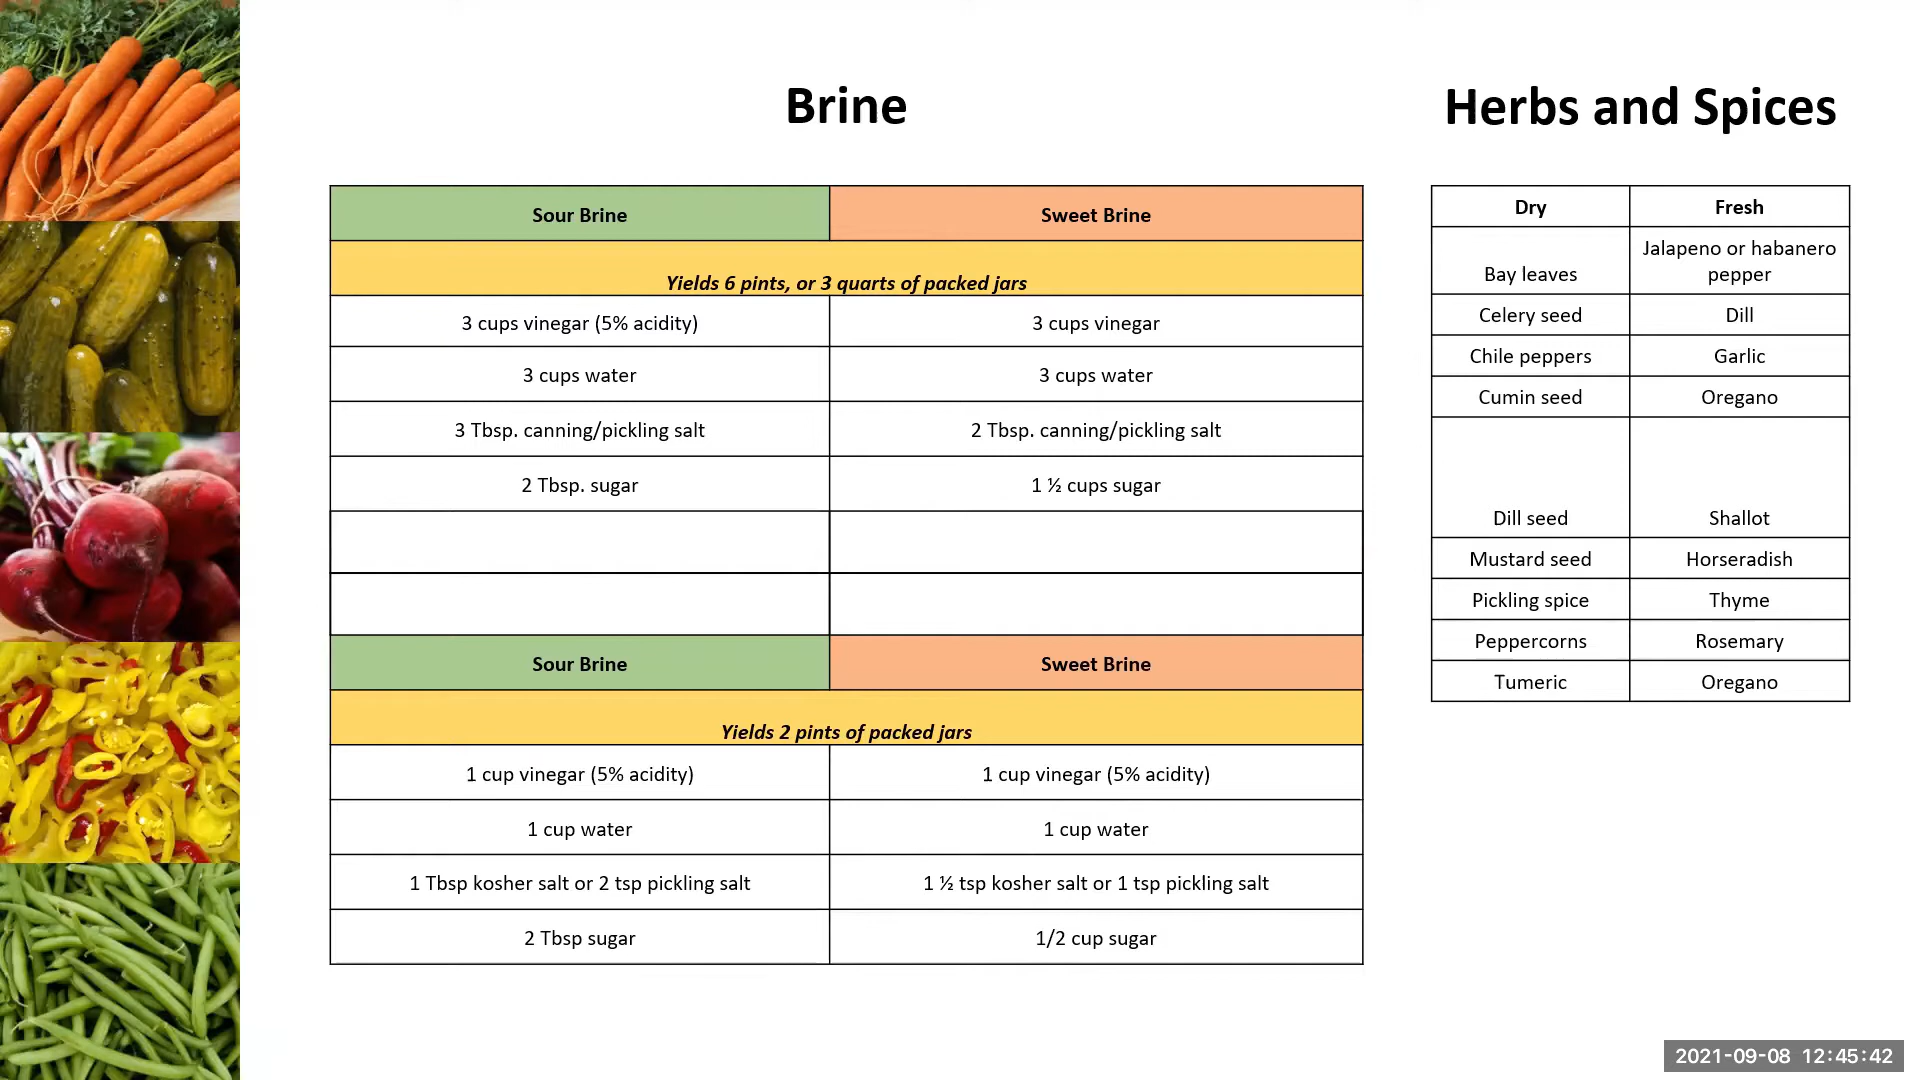 Brine
Herbs and Spices
Sour Brine
Sweet Brine
Yields 6 pints, or 3 quarts of packed jars
3 cups vinegar (5% acidity)
3 cups vinegar
3 cups water
3 cups water
3 Tbsp. canning/pickling salt
2 Tbsp. canning/pickling salt
2 Tbsp. sugar
1 ½ cups sugar
Sour Brine
Sweet Brine
Yields 2 pints of packed jars
1 cup vinegar (5% acidity)
1 cup vinegar (5% acidity)
1 cup water
1 cup water
1 Tbsp kosher salt or 2 tsp pickling salt
1 ½ tsp kosher salt or 1 tsp pickling salt
2 Tbsp sugar
1/2 cup sugar
Dry
Fresh
Bay leaves
Jalapeno or habanero
pepper
Celery seed
Dill
Chile peppers
Garlic
Cumin seed
Oregano
Dill seed
Shallot
Mustard seed
Horseradish
Pickling spice
Thyme
Peppercorns
Rosemary
Tumeric
Oregano
2021-09-08 12:45:42